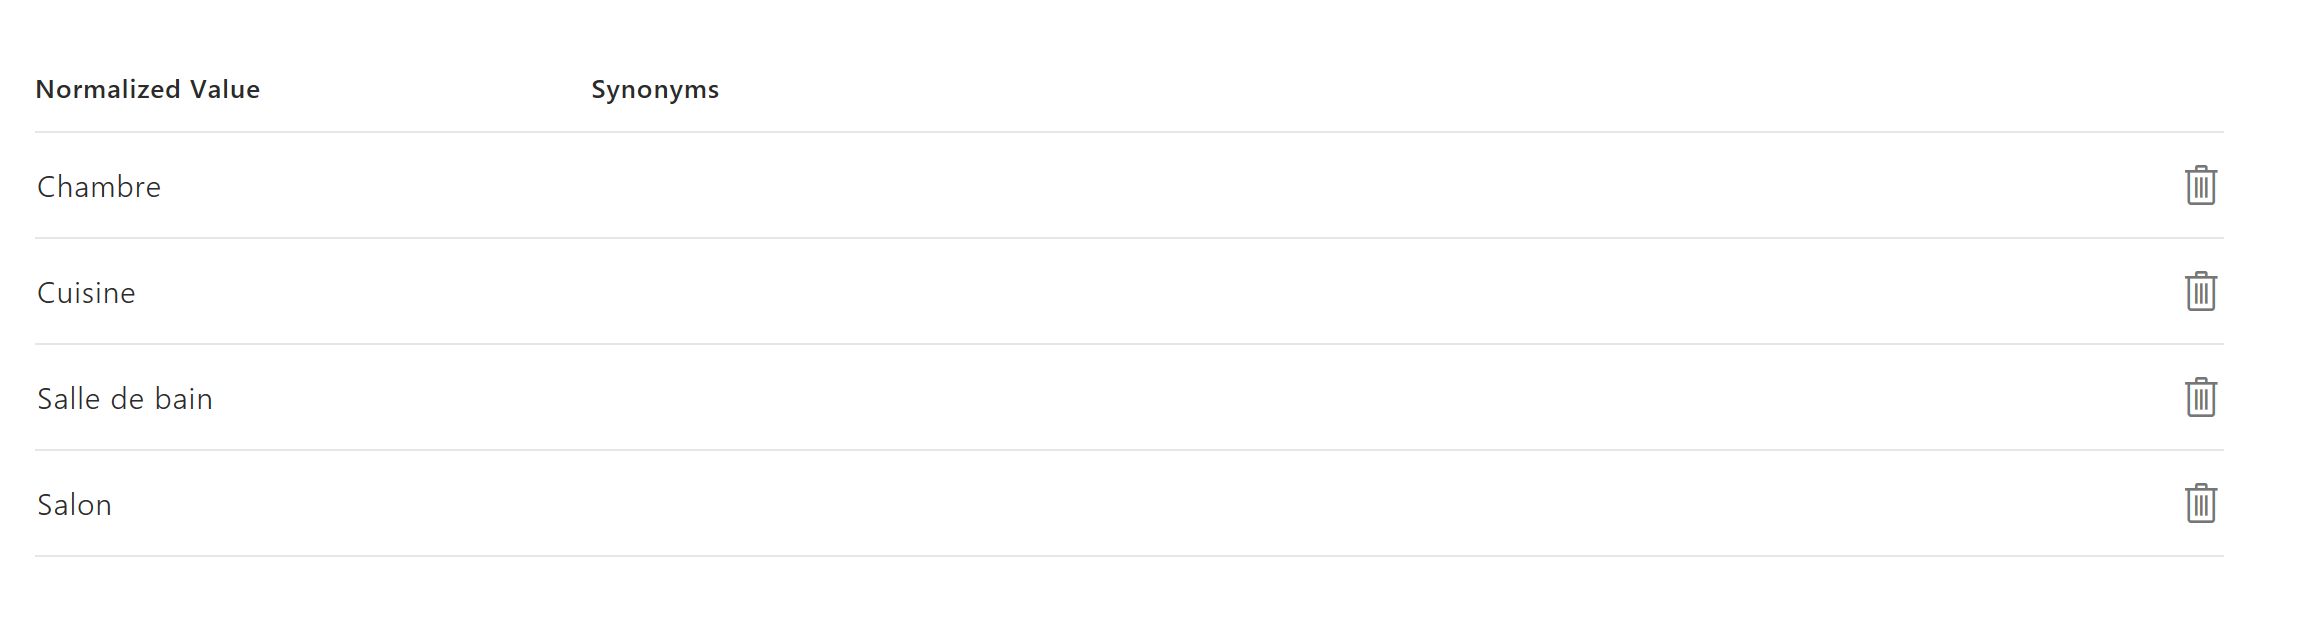 Normalized Value Synonyms
Chambre
Cuisine
Salle de bain
Salon